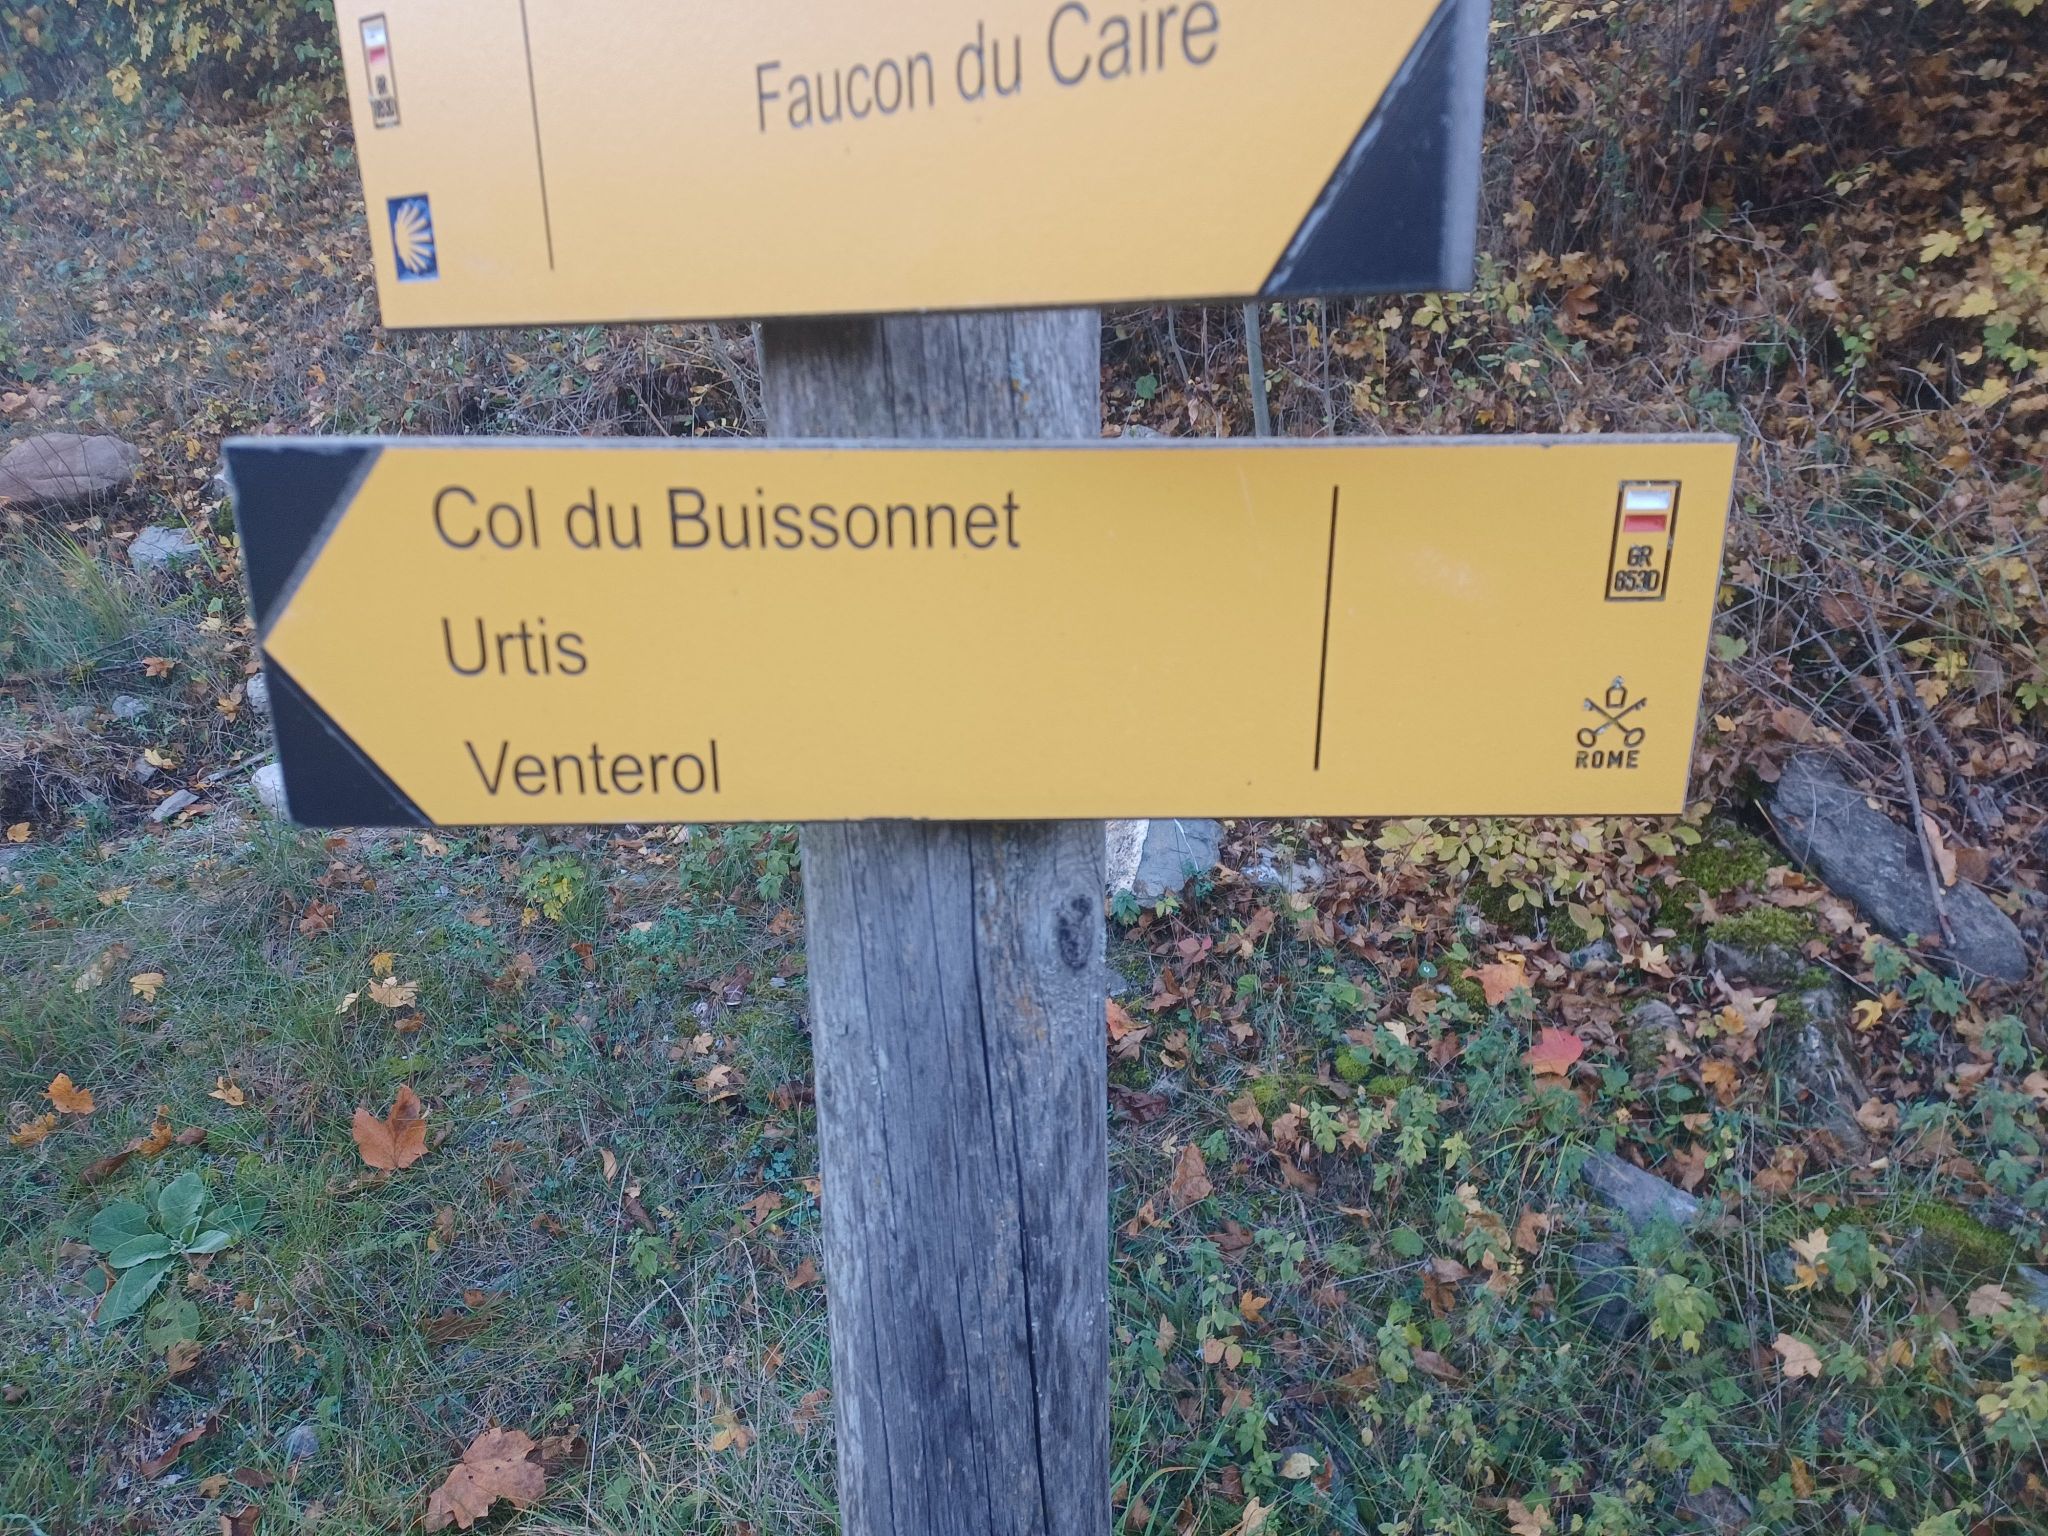 Faucon du Caire
GR
653D
Col du Buissonnet
Urtis
Venterol
GR
653D
ROME